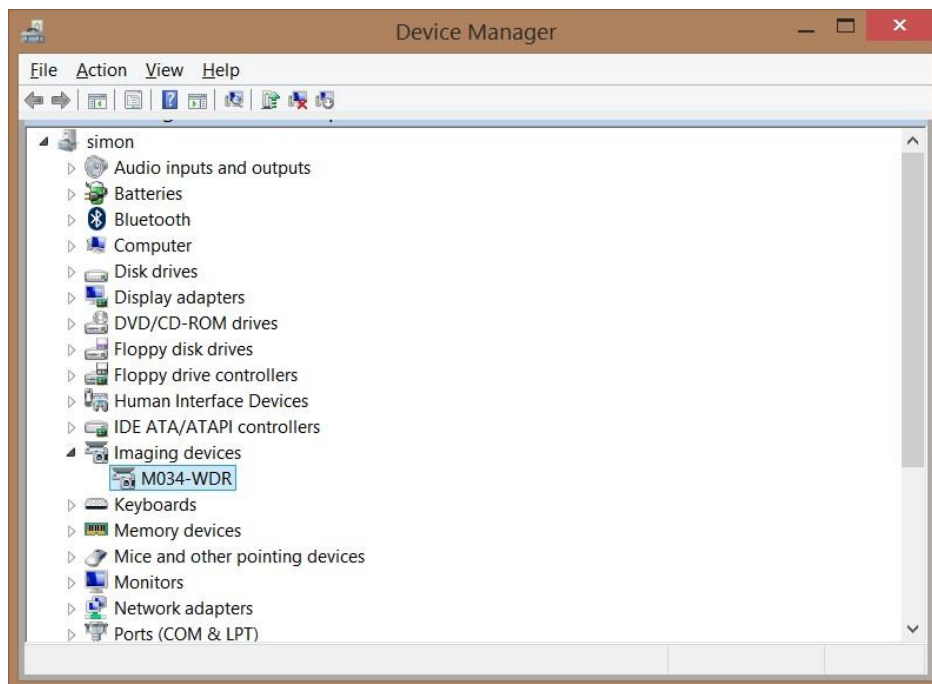 Device Manager
File Action View Help
simon
Audio inputs and outputs
Batteries
Bluetooth
Computer
Disk drives
Display adapters
DVD/CD-ROM drives
Floppy disk drives
Floppy drive controllers
Human Interface Devices
IDE ATA/ATAPI controllers
Imaging devices
M034-WDR
Keyboards
Memory devices
Mice and other pointing devices
Monitors
Network adapters
Ports (COM & LPT)